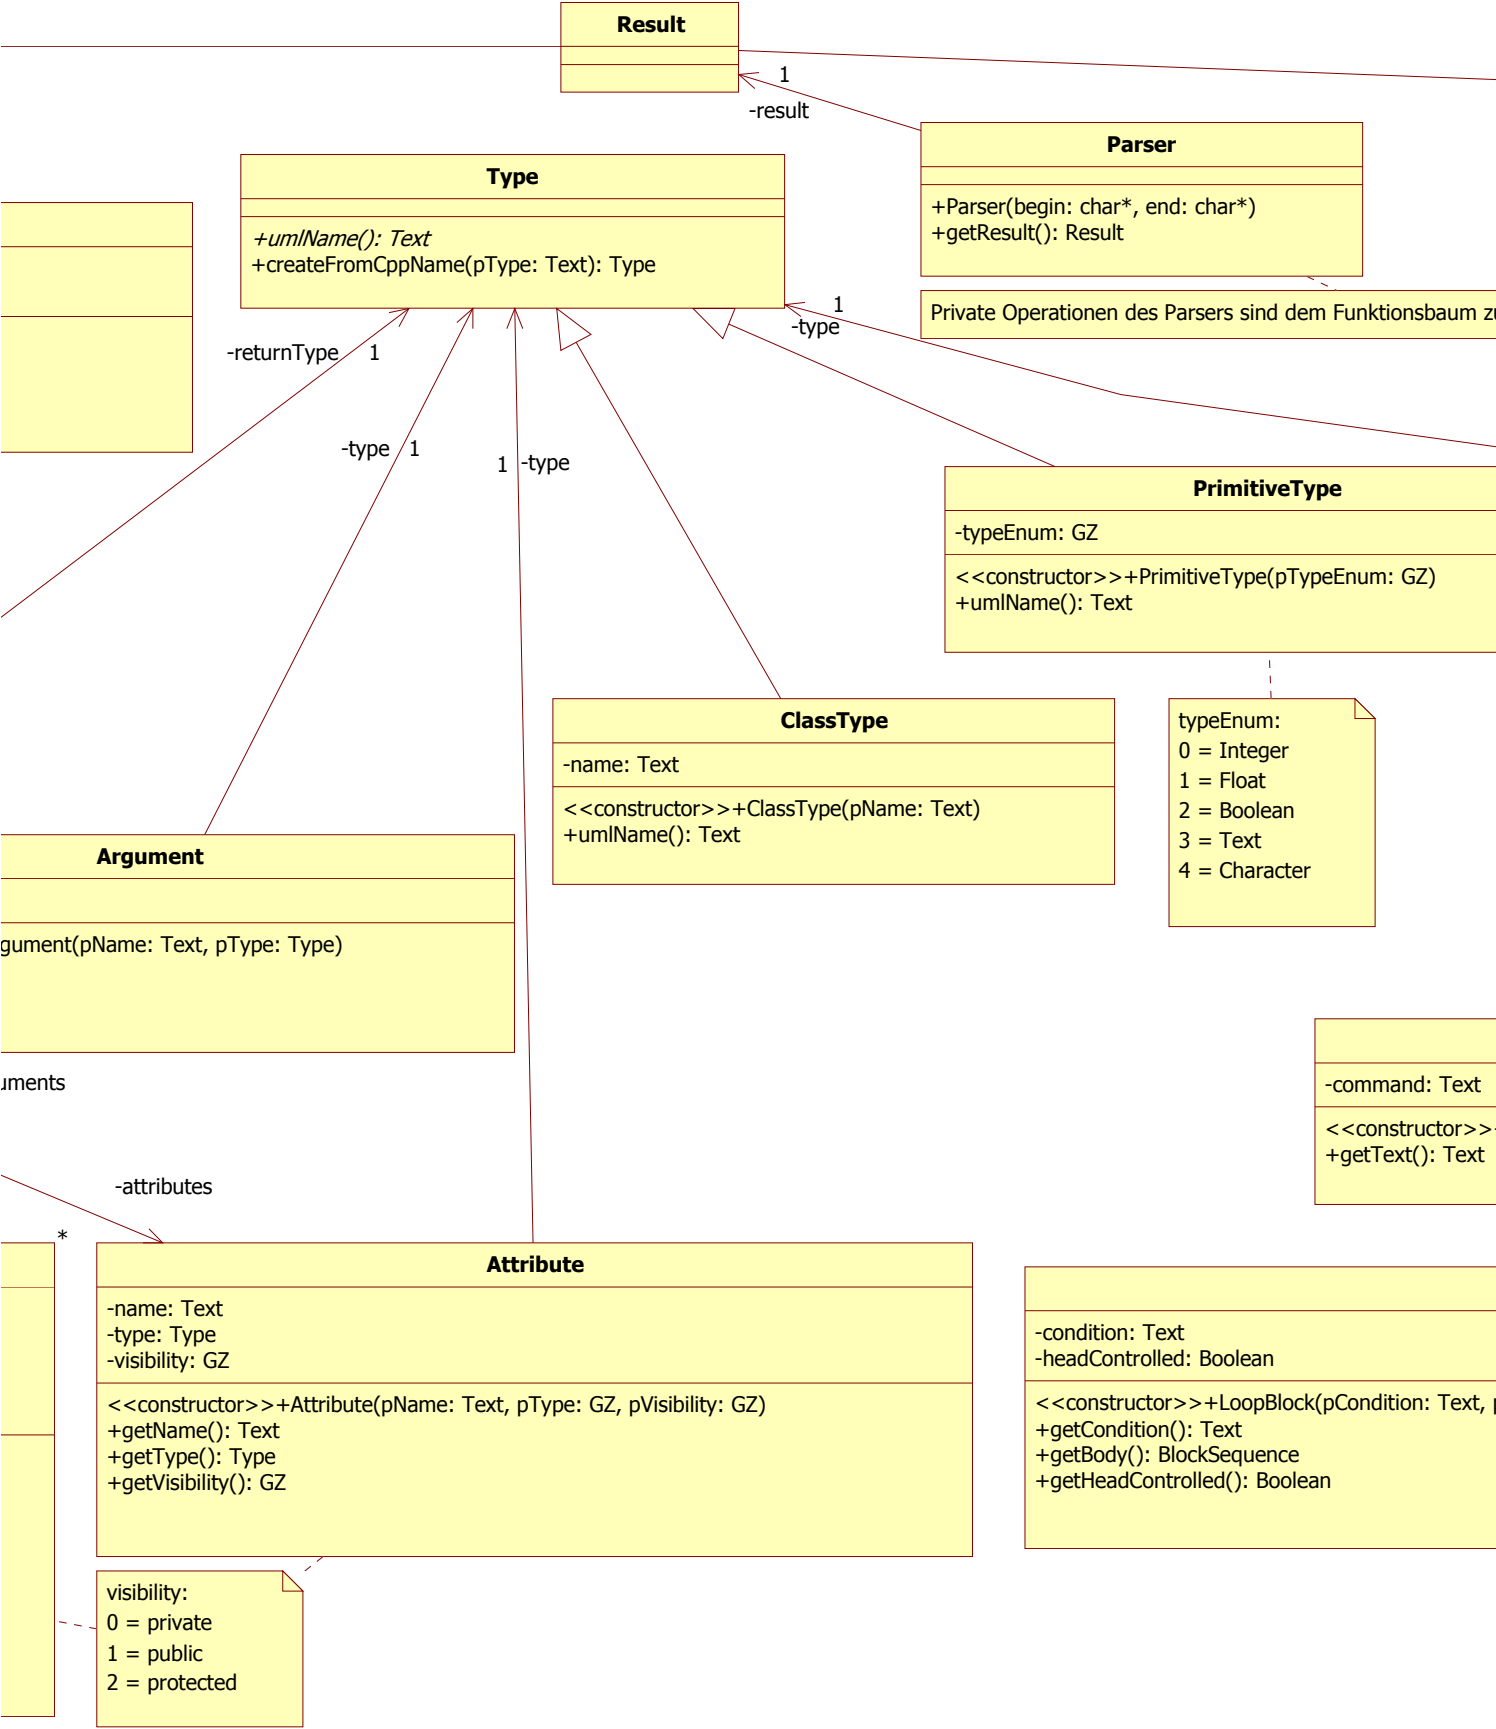 Result
1
-result
Parser
+Parser(begin: char*, end: char*)
+getResult(): Result
Type
+umlName(): Text
+createFromCppName(pType: Text): Type
1
-type
Private Operationen des Parsers sind dem Funktionsbaum
-returnType 1
-type 1
1 -type
PrimitiveType
-typeEnum: GZ
<<constructor>>+PrimitiveType(pTypeEnum: GZ)
+umlName(): Text
ClassType
-name: Text
<<constructor>>+ClassType(pName: Text)
+umlName(): Text
typeEnum:
0 = Integer
1 = Float
2 = Boolean
3 = Text
4 = Character
Argument
gument(pName: Text, pType: Type)
uments
-command: Text
<<constructor>>
+getText(): Text
-attributes
*
Attribute
-name: Text
-type: Type
-visibility: GZ
<<constructor>>+Attribute(pName: Text, pType: GZ, pVisibility: GZ)
+getName(): Text
+getType(): Type
+getVisibility(): GZ
-condition: Text
-headControlled: Boolean
<<constructor>>+LoopBlock(pCondition: Text,
+getCondition(): Text
+getBody(): BlockSequence
+getHeadControlled(): Boolean
visibility:
0 = private
1 = public
2 = protected